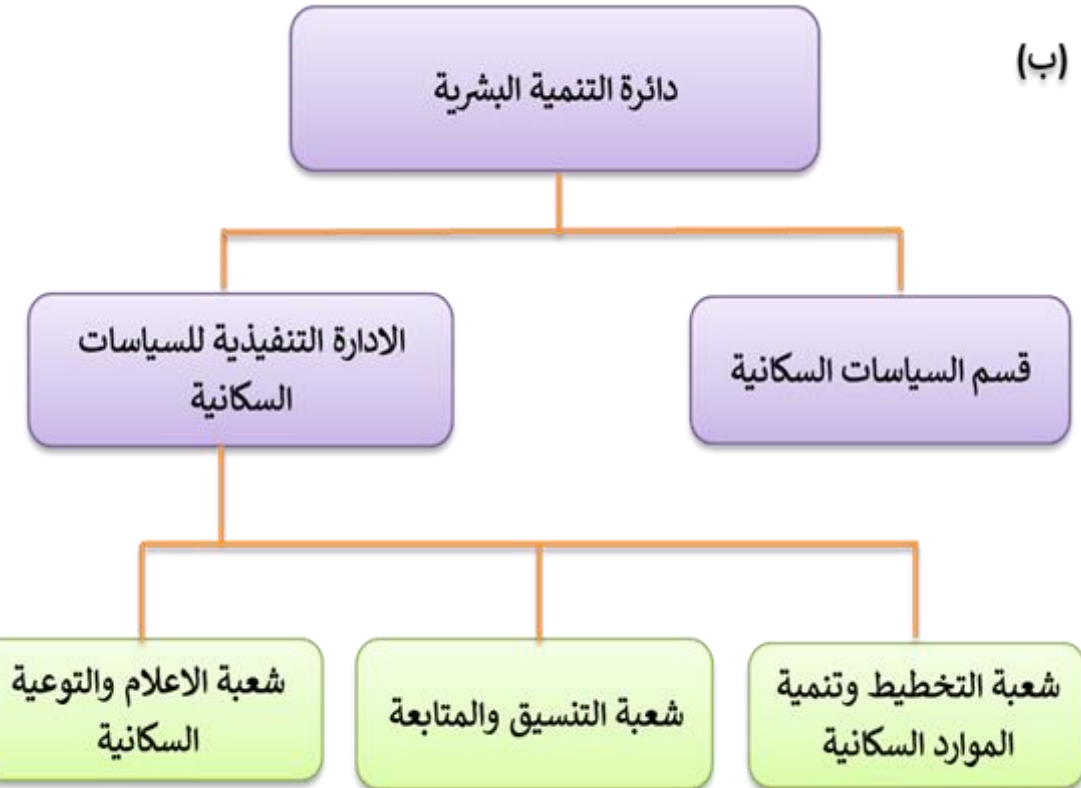 (ب)
دائرة التنمية البشرية
قسم السياسات السكانية
الادارة التنفيذية للسياسات
السكانية
شعبة التخطيط وتنمية
الموارد السكانية
شعبة التنسيق والمتابعة
شعبة الاعلام والتوعية
السكانية